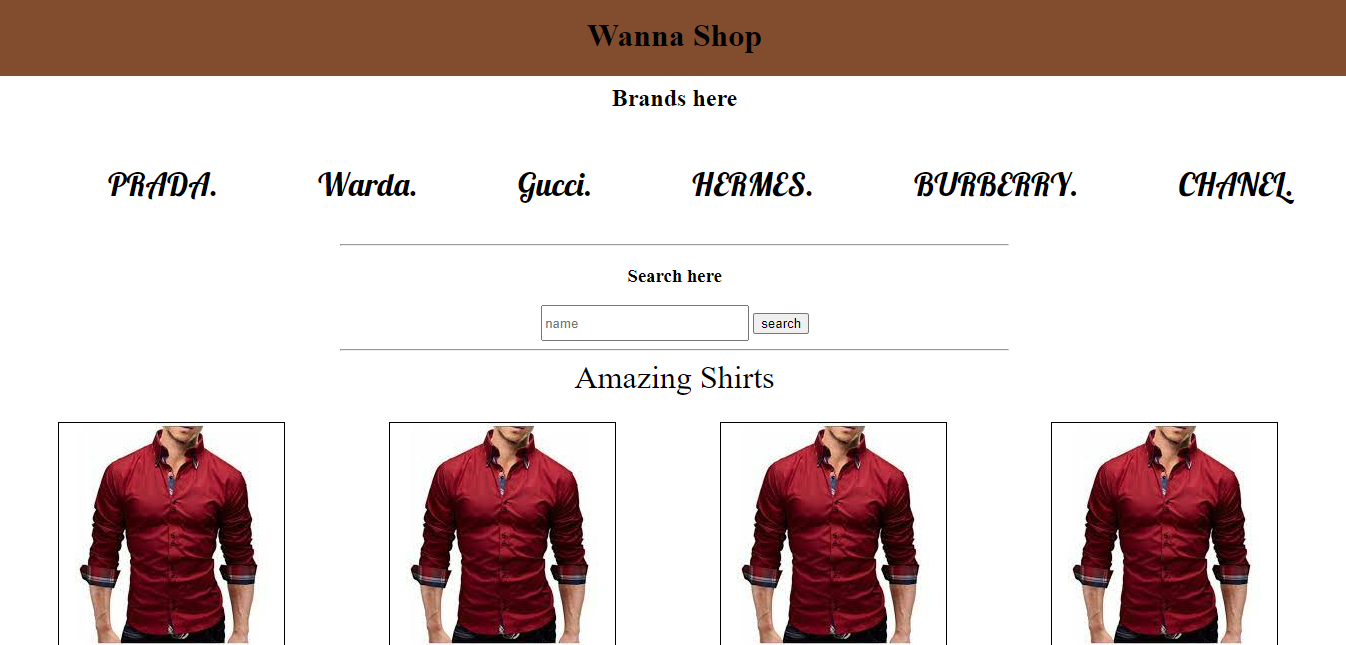 Wanna Shop
Brands here
PRADA. Warda. Gucci. HERMES. BURBERRY. CHANEL.
Search here
name search
Amazing Shirts